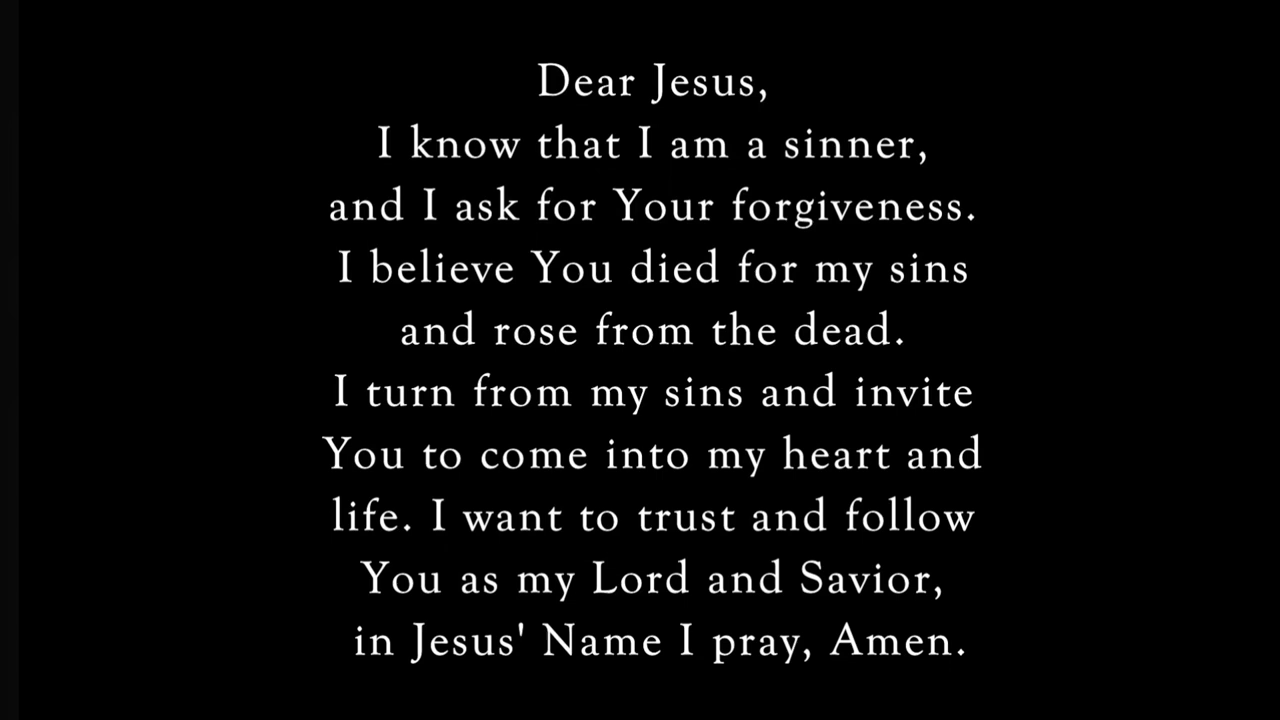 Dear Jesus,
I know that I am a sinner,
and I ask for Your forgiveness.
I believe You died for my sins
and rose from the dead.
I turn from my sins and invite
You to come into my heart and
life. I want to trust and follow
You as my Lord and Savior,
in Jesus' Name I pray, Amen.